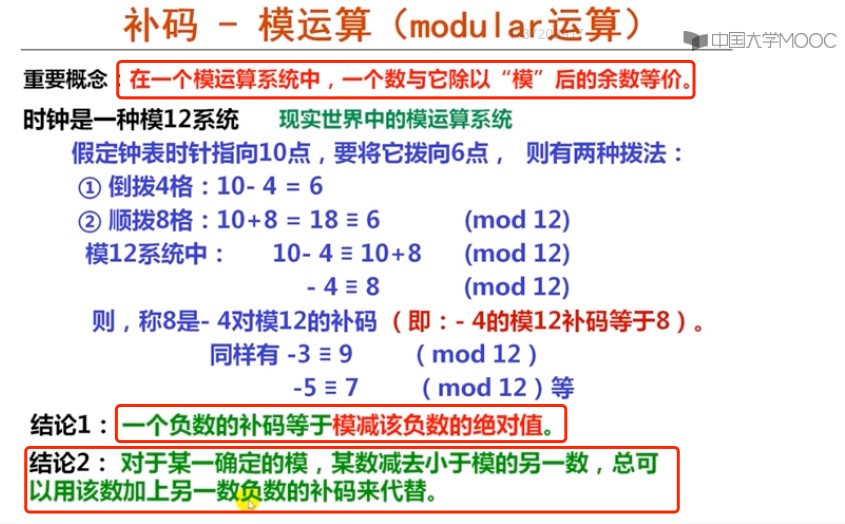 补码 - 模运算（modular运算）
中国大学MOOC
重要概念：在一个模运算系统中，一个数与它除以“模”后的余数等价。
时钟是一种模12系统 现实世界中的模运算系统
假定钟表时针指向10点，要将它拨向6点， 则有两种拨法：
① 倒拨4格：10- 4 = 6
② 顺拨8格：10+8 = 18 ≡ 6 (mod 12)
模12系统中： 10- 4 ≡ 10+8 (mod 12)
- 4 ≡ 8 (mod 12)
则，称8是- 4对模12的补码（即：- 4的模12补码等于8）。
同样有 -3 ≡ 9 （mod 12）
-5 ≡ 7 （mod 12）等
结论1：一个负数的补码等于模减该负数的绝对值。
结论2： 对于某一确定的模，某数减去小于模的另一数，总可
以用该数加上另一数负数的补码来代替。